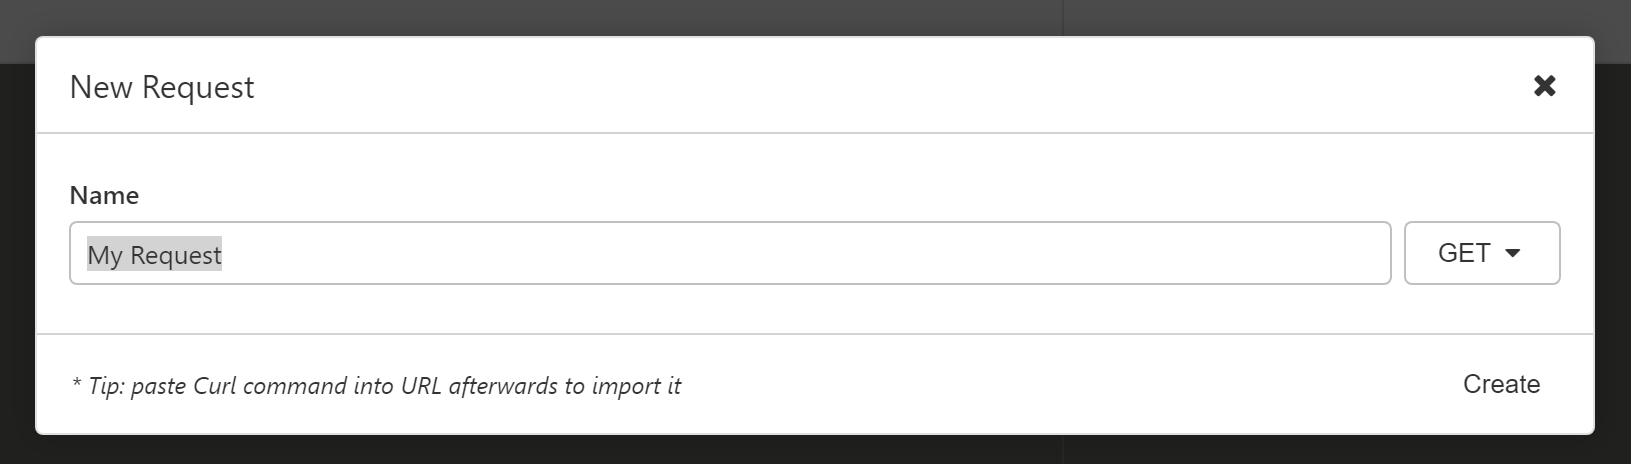 New Request
Name
My Request
GET
* Tip: paste Curl command into URL afterwards to import it
Create